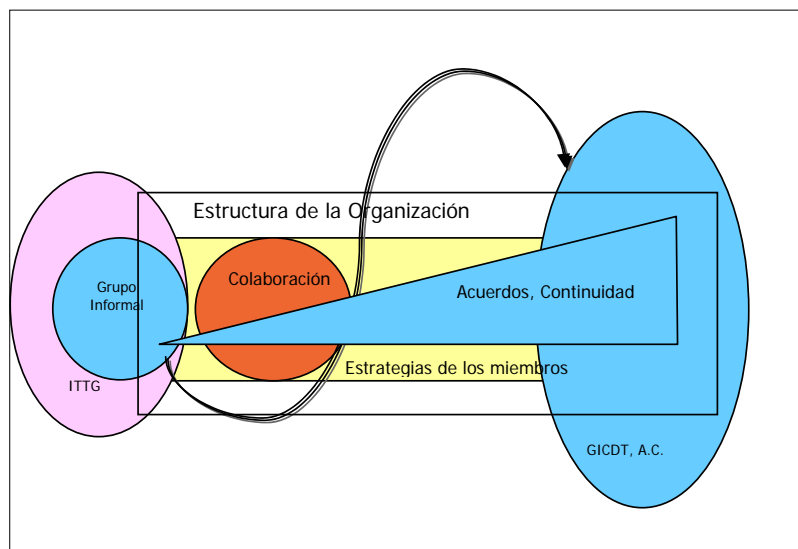 Estructura de la Organización
Colaboración
Grupo
Informal
Acuerdos, Continuidad
Estrategias de los miembros
ITTG
GICDT, A.C.